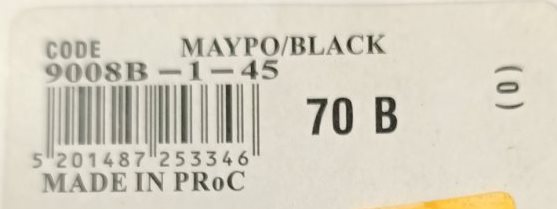 CODE MAYPO/BLACK
9008B-1-45
70 B
(0)
5 201487 253346
MADE IN PRoC